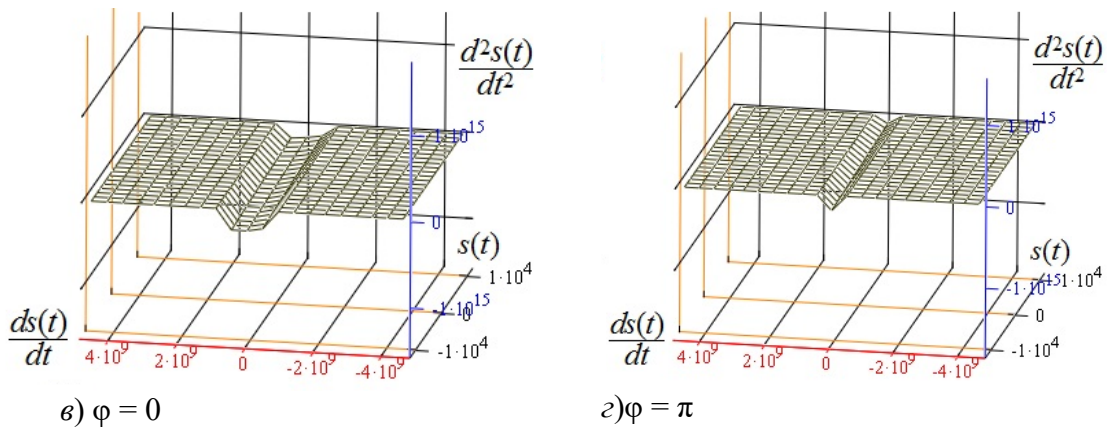 d²s(t)
dt²
1·10¹⁵
0
s(t)
1·10⁴
-1·10¹⁵
0
ds(t)
dt
-1·10⁴
4·10⁹
2·10⁹
0
-2·10⁹
-4·10⁹
в) φ = 0
d²s(t)
dt²
1·10¹⁵
0
s(t)
1·10⁴
-1·10¹⁵
0
ds(t)
dt
-1·10⁴
4·10⁹
2·10⁹
0
-2·10⁹
-4·10⁹
г)φ = π